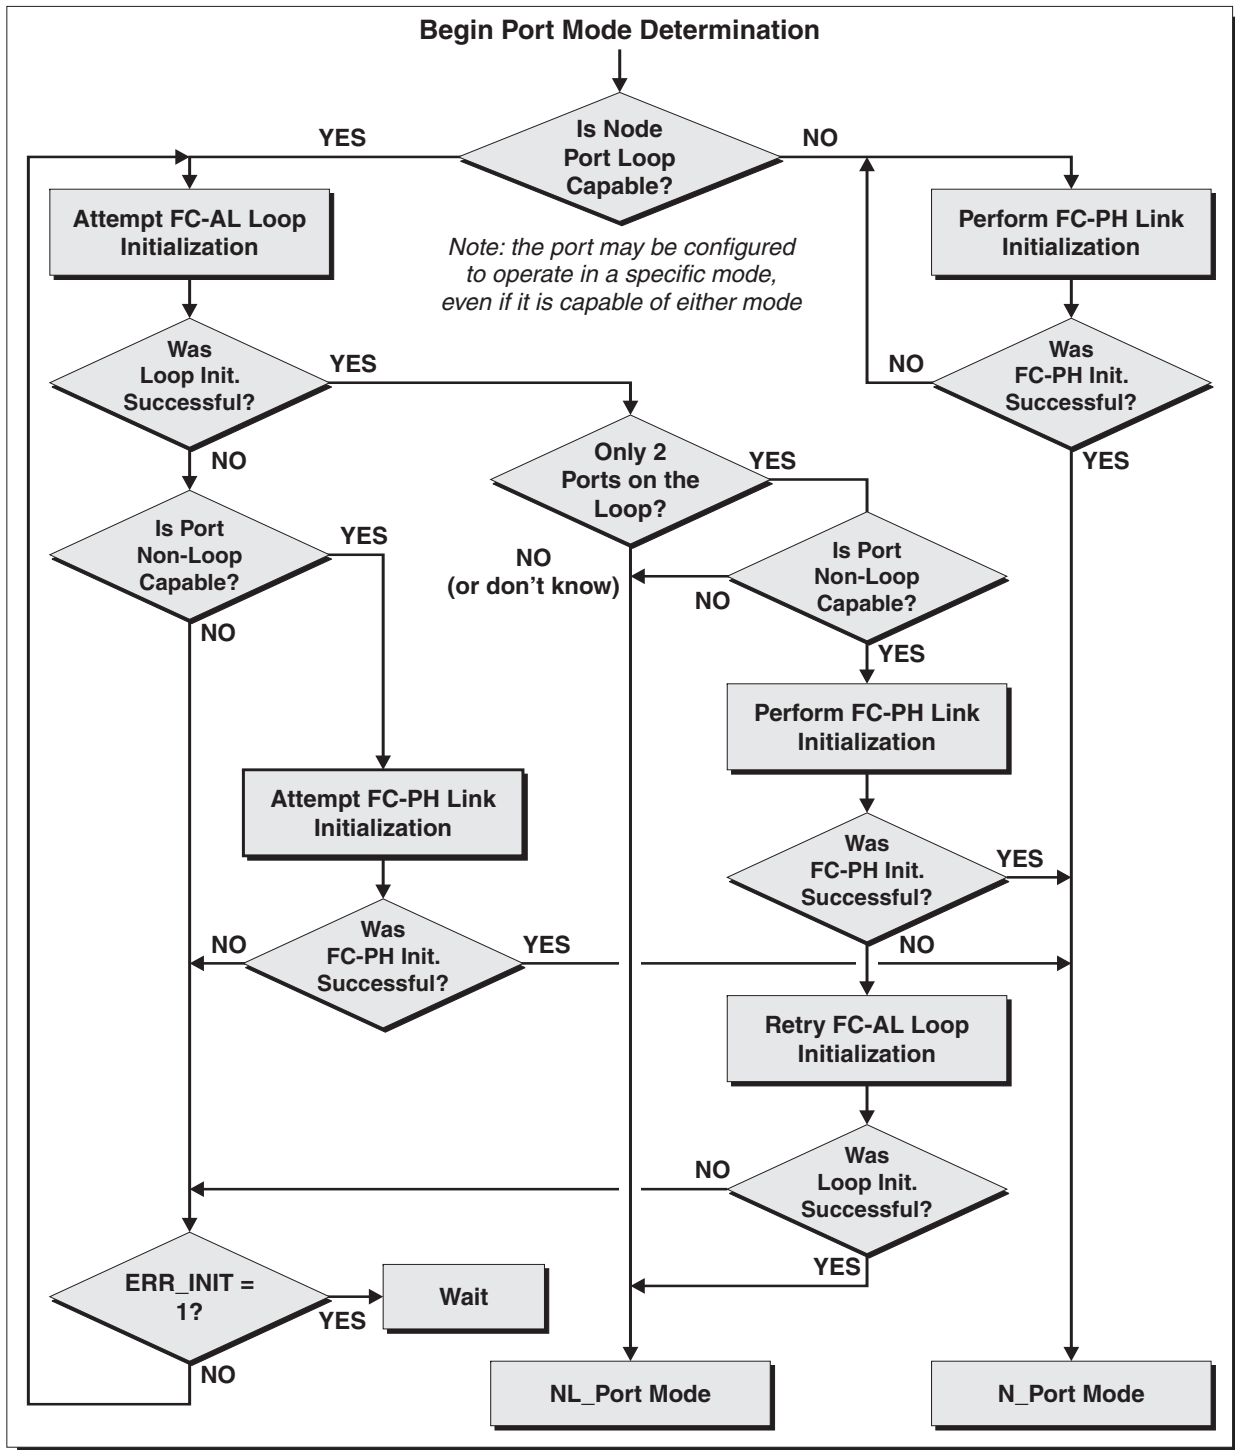 Begin Port Mode Determination
Is Node
Port Loop
Capable?
YES
NO
Attempt FC-AL Loop
Initialization
Note: the port may be configured
to operate in a specific mode,
even if it is capable of either mode
Perform FC-PH Link
Initialization
Was
Loop Init.
Successful?
YES
NO
NO
Was
FC-PH Init.
Successful?
YES
Only 2
Ports on the
Loop?
YES
NO
(or don't know)
Is Port
Non-Loop
Capable?
YES
NO
Is Port
Non-Loop
Capable?
NO
YES
Perform FC-PH Link
Initialization
Attempt FC-PH Link
Initialization
Was
FC-PH Init.
Successful?
YES
NO
Was
FC-PH Init.
Successful?
NO
YES
Retry FC-AL Loop
Initialization
Was
Loop Init.
Successful?
NO
YES
ERR_INIT =
1?
YES
NO
Wait
NL_Port Mode
N_Port Mode